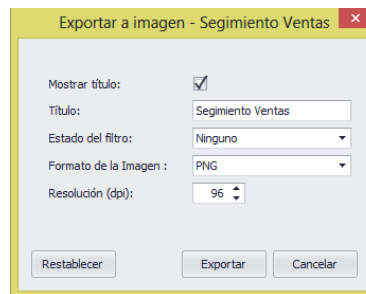 Exportar a imagen - Segimiento Ventas
Mostrar título:
Título: Segimiento Ventas
Estado del filtro: Ninguno
Formato de la Imagen : PNG
Resolución (dpi): 96
Restablecer Exportar Cancelar